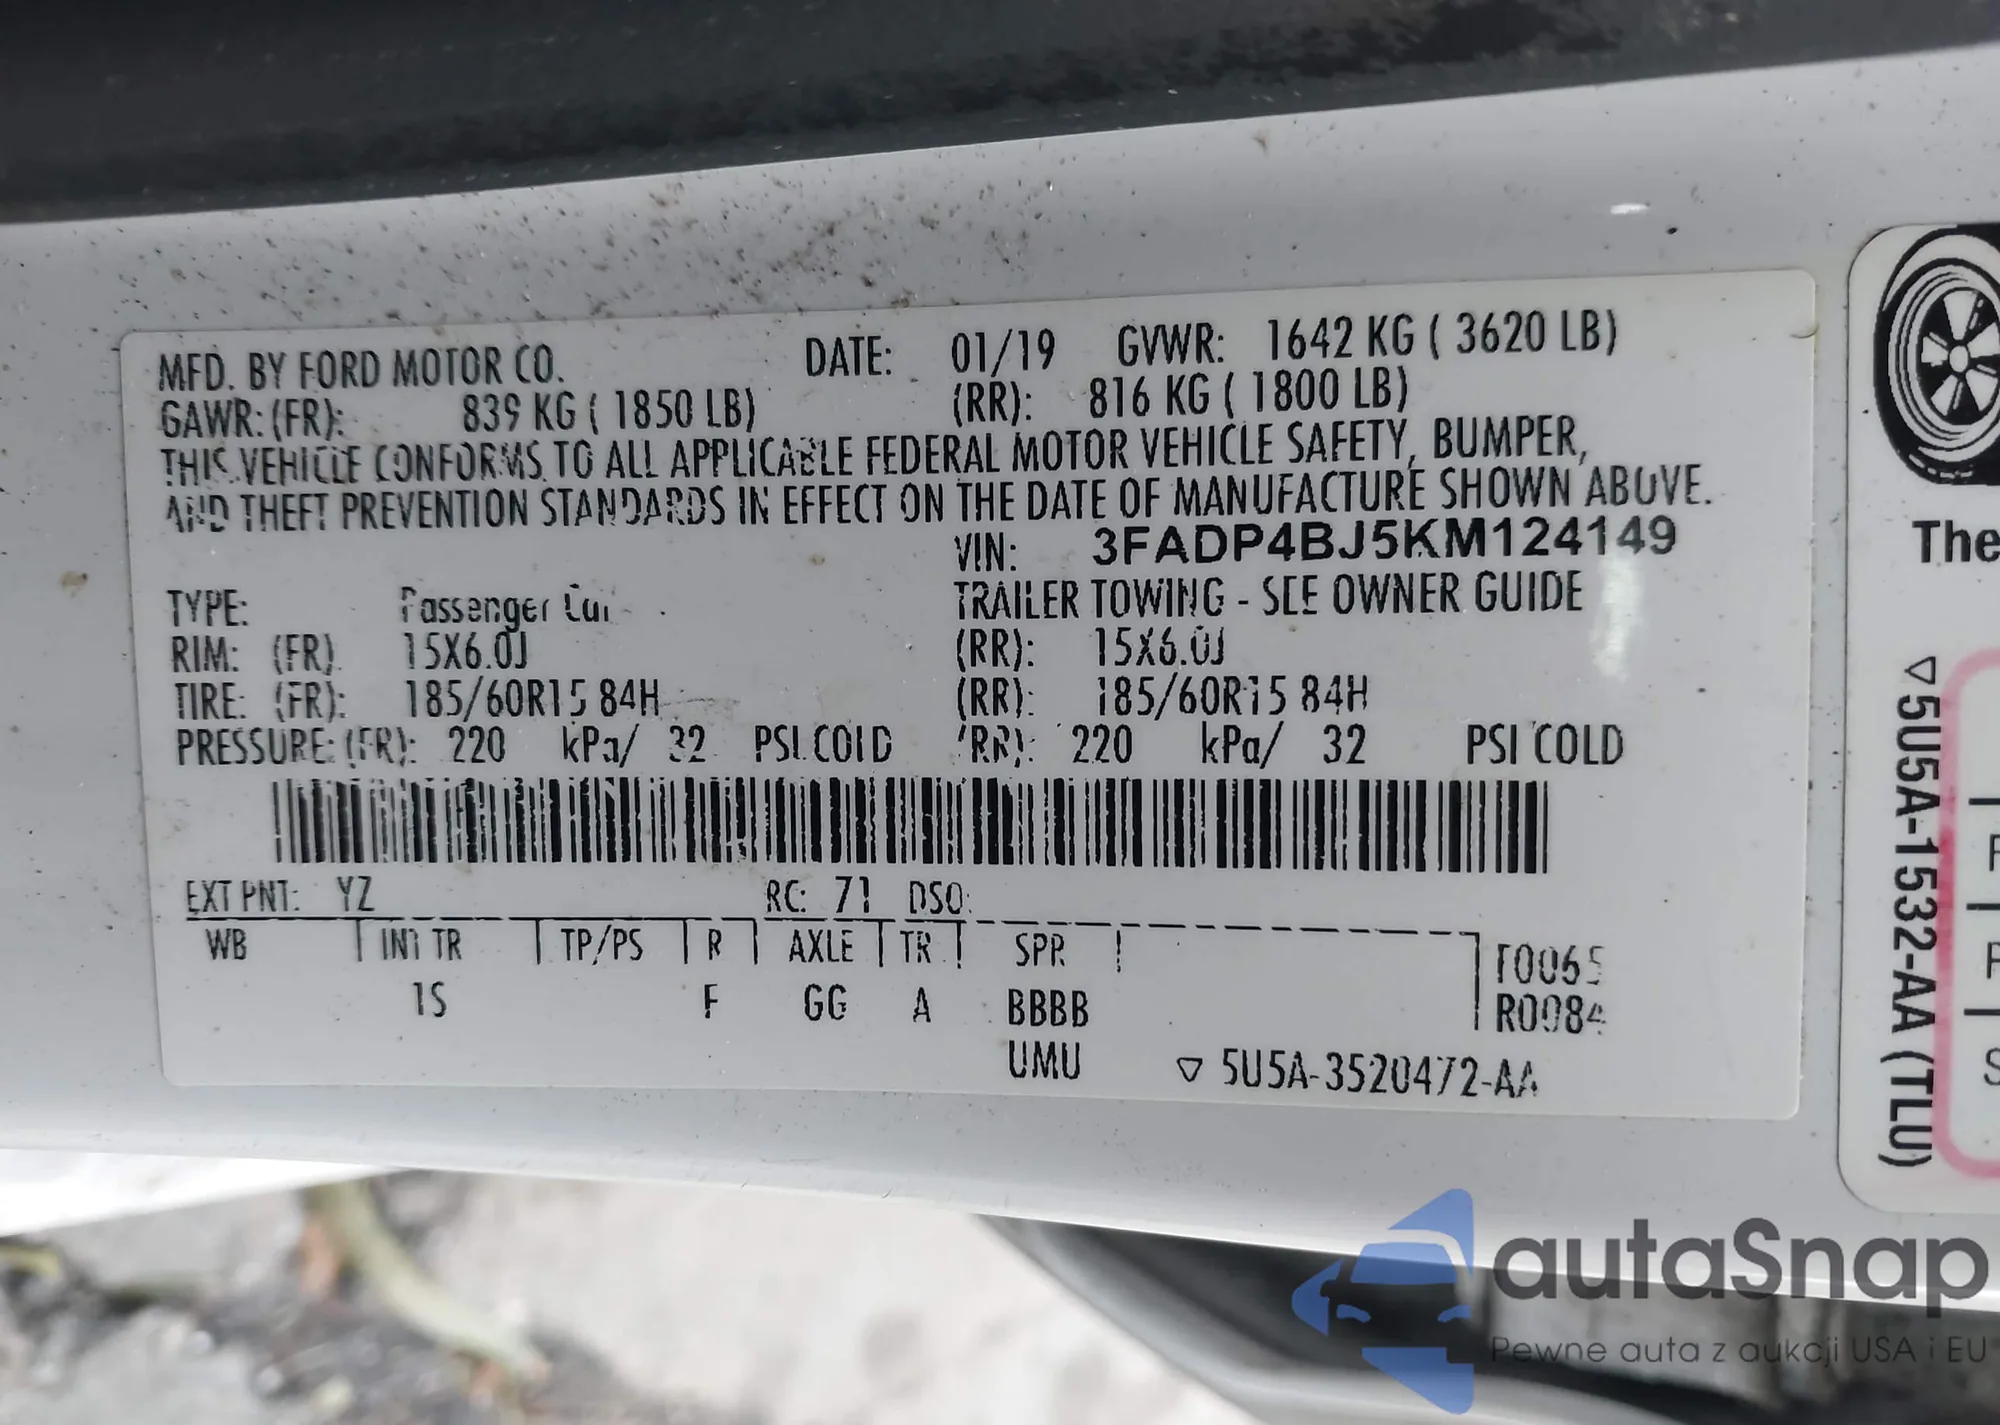 MFD. BY FORD MOTOR CO. DATE: 01/19 GVWR: 1642 KG ( 3620 LB)
GAWR: (FR): 839 KG ( 1850 LB) (RR): 816 KG ( 1800 LB)
THIS VEHICLE CONFORMS TO ALL APPLICABLE FEDERAL MOTOR VEHICLE SAFETY, BUMPER,
AND THEFT PREVENTION STANDARDS IN EFFECT ON THE DATE OF MANUFACTURE SHOWN ABOVE.
VIN: 3FADP4BJ5KM124149
TYPE: Passenger Car TRAILER TOWING - SEE OWNER GUIDE
RIM: (FR) 15X6.0J (RR): 15X6.0J
TIRE: (FR): 185/60R15 84H (RR): 185/60R15 84H
PRESSURE: (FR): 220 kPa/ 32 PSI COLD (RR): 220 kPa/ 32 PSI COLD
EXT PNT: YZ RC: 71 DSO:
WB INT TR TP/PS R AXLE TR SPR T0065
1S F GG A BBBB R0084
UMU ▽ 5U5A-3520472-AA
The
▽5U5A-1532-AA (TLU)
autaSnap
Pewne auta z aukcji USA i EU